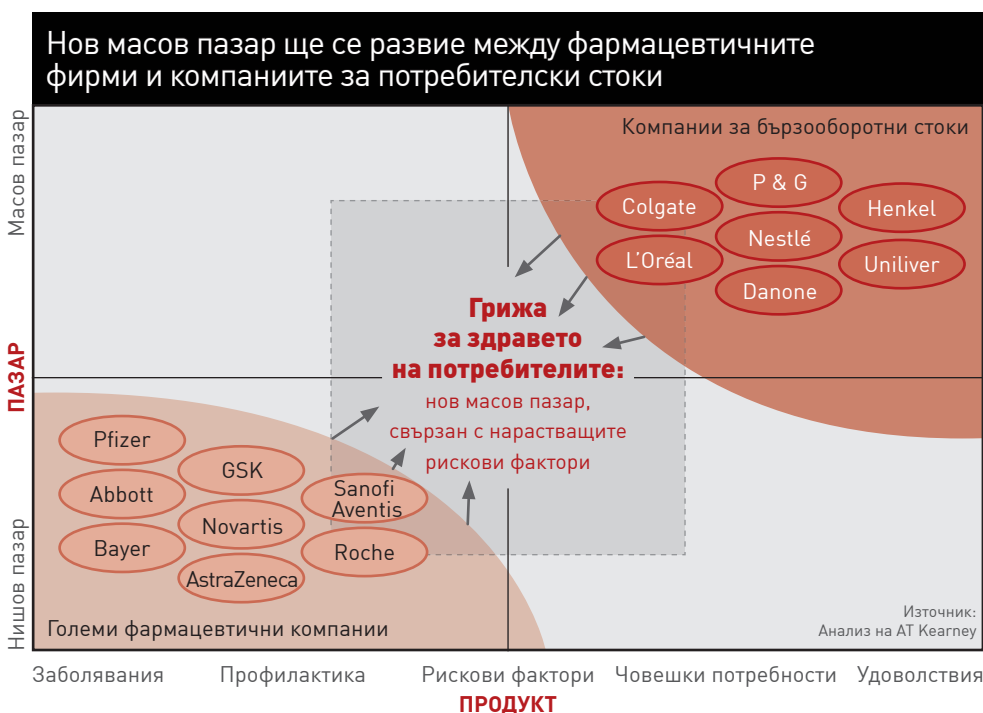 Нов масов пазар ще се развие между фармацевтичните
фирми и компаниите за потребителски стоки
Масов пазар
ПАЗАР
Нишов пазар
Компании за бързооборотни стоки
P & G
Colgate
Henkel
Nestlé
L’Oréal
Uniliver
Danone
Грижа
за здравето
на потребителите:
нов масов пазар,
свързан с нарастващите
рискови фактори
Pfizer
GSK
Abbott
Sanofi
Aventis
Novartis
Bayer
Roche
AstraZeneca
Големи фармацевтични компании
Източник:
Анализ на AT Kearney
Заболявания Профилактика Рискови фактори Човешки потребности Удоволствия
ПРОДУКТ